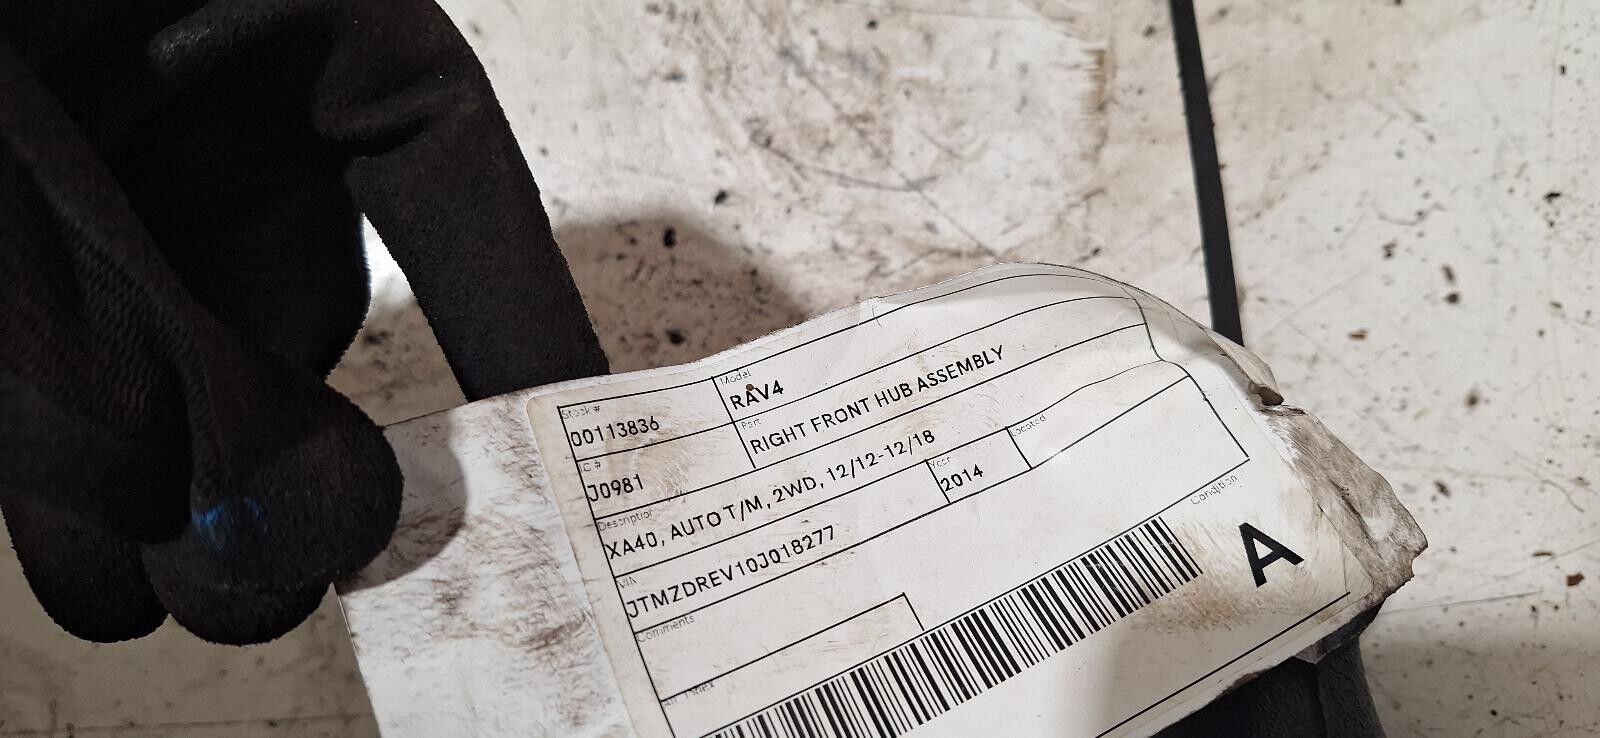 Stock #
00113836
Model
RAV4
IC #
J0981
Part
RIGHT FRONT HUB ASSEMBLY
Description
XA40, AUTO T/M, 2WD, 12/12-12/18
VIN
JTMZDREV10J018277
Year
2014
Located
Comments
Condition
A